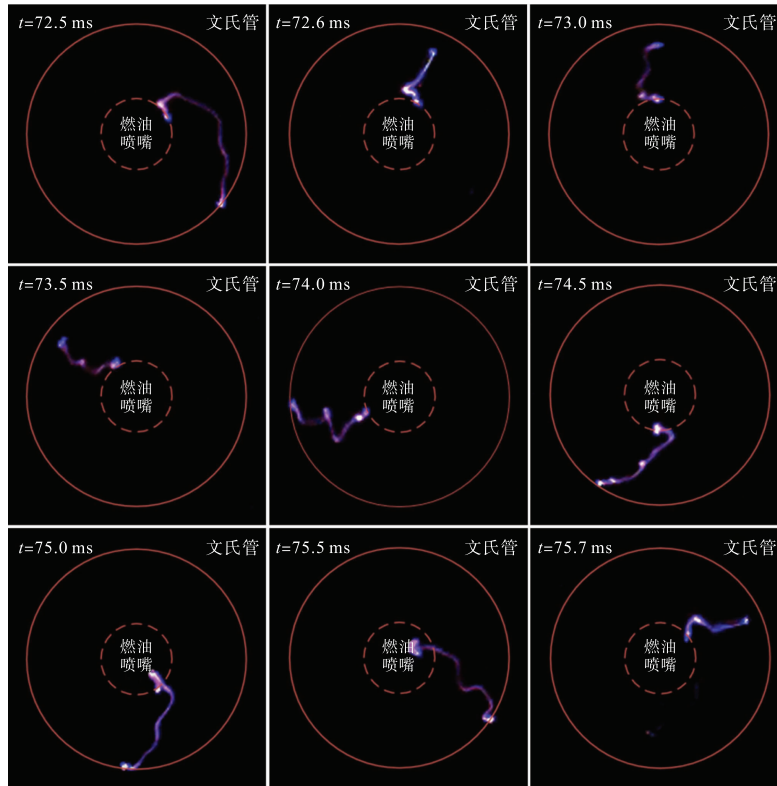 t=72.5 ms 文氏管
燃油
喷嘴
t=72.6 ms 文氏管
燃油
喷嘴
t=73.0 ms 文氏管
燃油
喷嘴
t=73.5 ms 文氏管
燃油
喷嘴
t=74.0 ms 文氏管
燃油
喷嘴
t=74.5 ms 文氏管
燃油
喷嘴
t=75.0 ms 文氏管
燃油
喷嘴
t=75.5 ms 文氏管
燃油
喷嘴
t=75.7 ms 文氏管
燃油
喷嘴